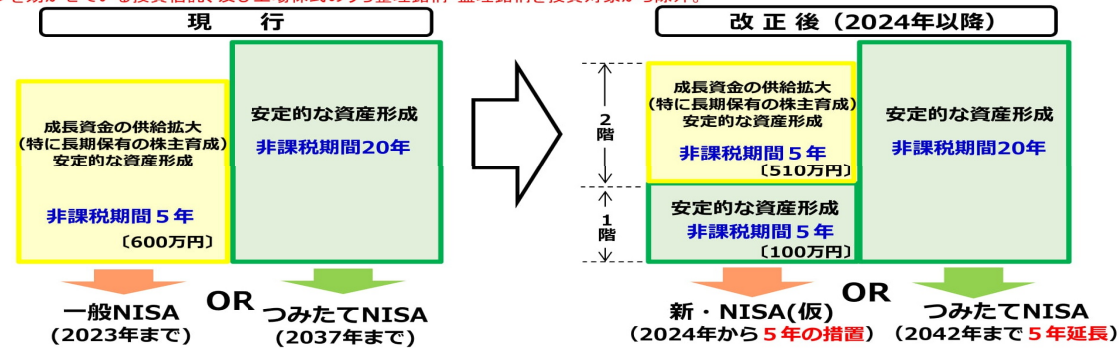 現 行
成長資金の供給拡大
(特に長期保有の株主育成)
安定的な資産形成
非課税期間５年
〔600万円〕
安定的な資産形成
非課税期間20年
一般NISA
(2023年まで)
OR
つみたてNISA
(2037年まで)
改正後（2024年以降）
2階
成長資金の供給拡大
(特に長期保有の株主育成)
安定的な資産形成
非課税期間５年
〔510万円〕
1階
安定的な資産形成
非課税期間５年
〔100万円〕
安定的な資産形成
非課税期間20年
新・NISA(仮)
(2024年から５年の措置)
OR
つみたてNISA
(2042年まで５年延長)